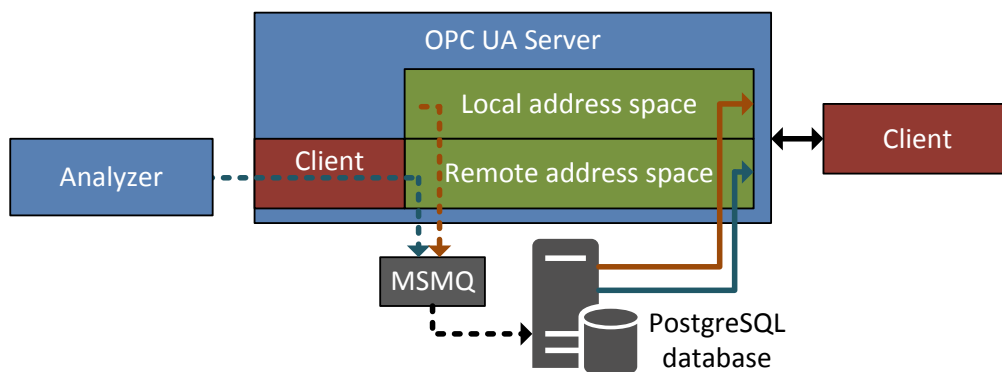 OPC UA Server
Local address space
Client
Client
Analyzer
Remote address space
MSMQ
PostgreSQL
database